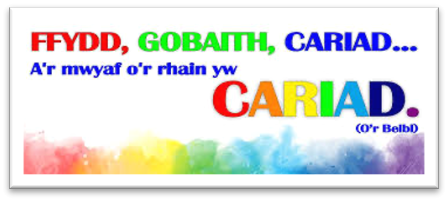 FFYDD, GOBAITH, CARIAD...
A'r mwyaf o'r rhain yw
CARIAD.
(O'r Beibl)